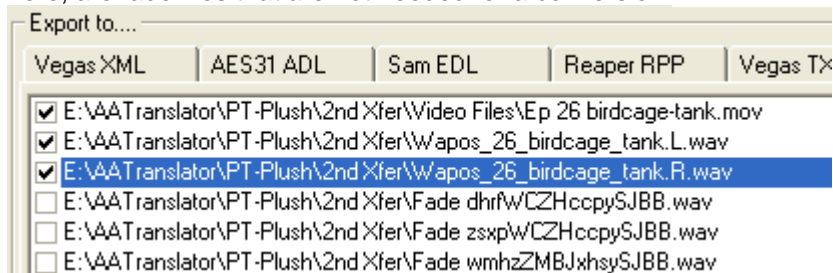 Export to....
Vegas XML AES31 ADL Sam EDL Reaper RPP Vegas TX
E:\AATranslator\PT-Plush\2nd Xfer\Video Files\Ep 26 birdcage-tank.mov
E:\AATranslator\PT-Plush\2nd Xfer\Wapos_26_birdcage_tank.L.wav
E:\AATranslator\PT-Plush\2nd Xfer\Wapos_26_birdcage_tank.R.wav
E:\AATranslator\PT-Plush\2nd Xfer\Fade dhrfWCZHccpySJBB.wav
E:\AATranslator\PT-Plush\2nd Xfer\Fade zsxpWCZHccpySJBB.wav
E:\AATranslator\PT-Plush\2nd Xfer\Fade wmhzZMBJxhsySJBB.wav